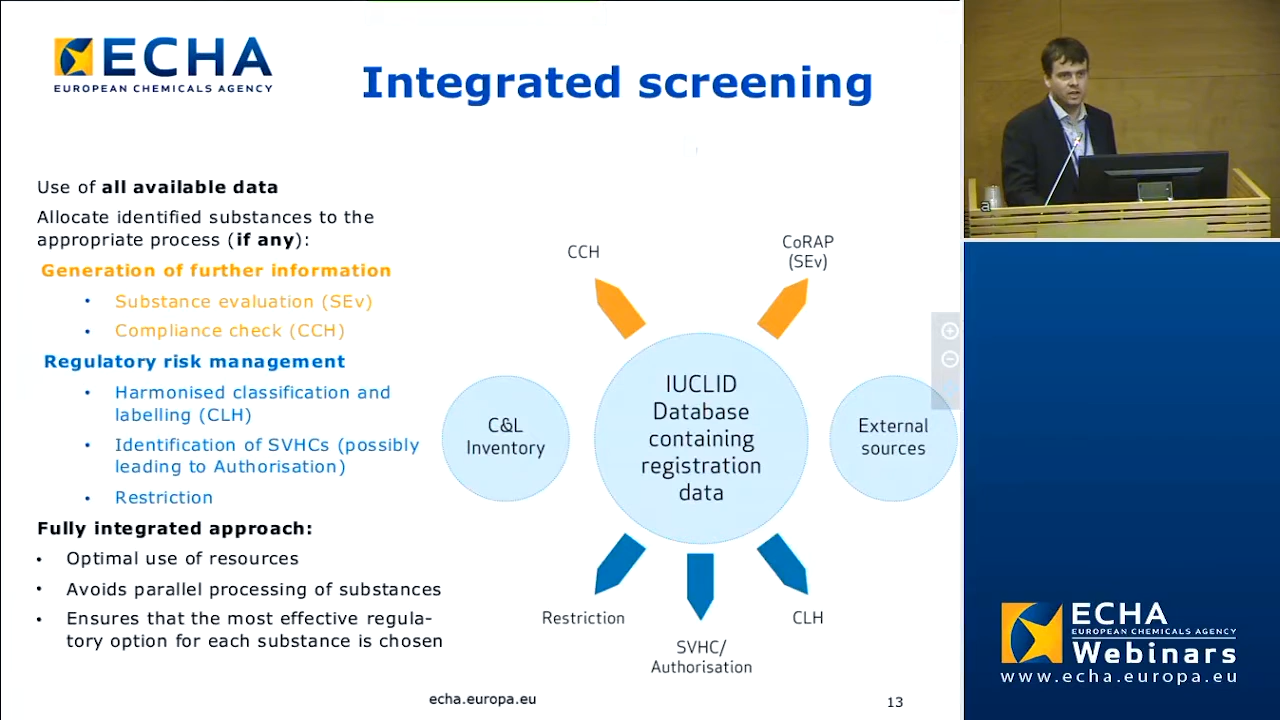 ECHA
EUROPEAN CHEMICALS AGENCY
Integrated screening
Use of all available data
Allocate identified substances to the
appropriate process (if any):
Generation of further information
• Substance evaluation (SEv)
• Compliance check (CCH)
Regulatory risk management
• Harmonised classification and
labelling (CLH)
• Identification of SVHCs (possibly
leading to Authorisation)
• Restriction
Fully integrated approach:
• Optimal use of resources
• Avoids parallel processing of substances
• Ensures that the most effective regula-
tory option for each substance is chosen
CCH
CoRAP
(SEv)
C&L
Inventory
IUCLID
Database
containing
registration
data
External
sources
Restriction
SVHC/
Authorisation
CLH
echa.europa.eu
13
a
ECHA
EUROPEAN CHEMICALS AGENCY
Webinars
www.echa.europa.eu